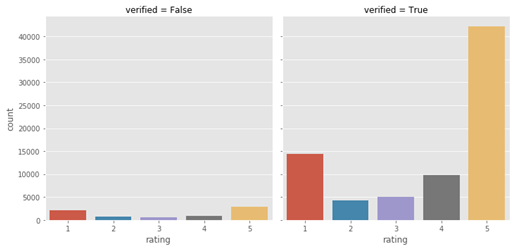 verified = False
verified = True
40000
35000
30000
25000
20000
15000
10000
5000
0
count
1 2 3 4 5
1 2 3 4 5
rating
rating